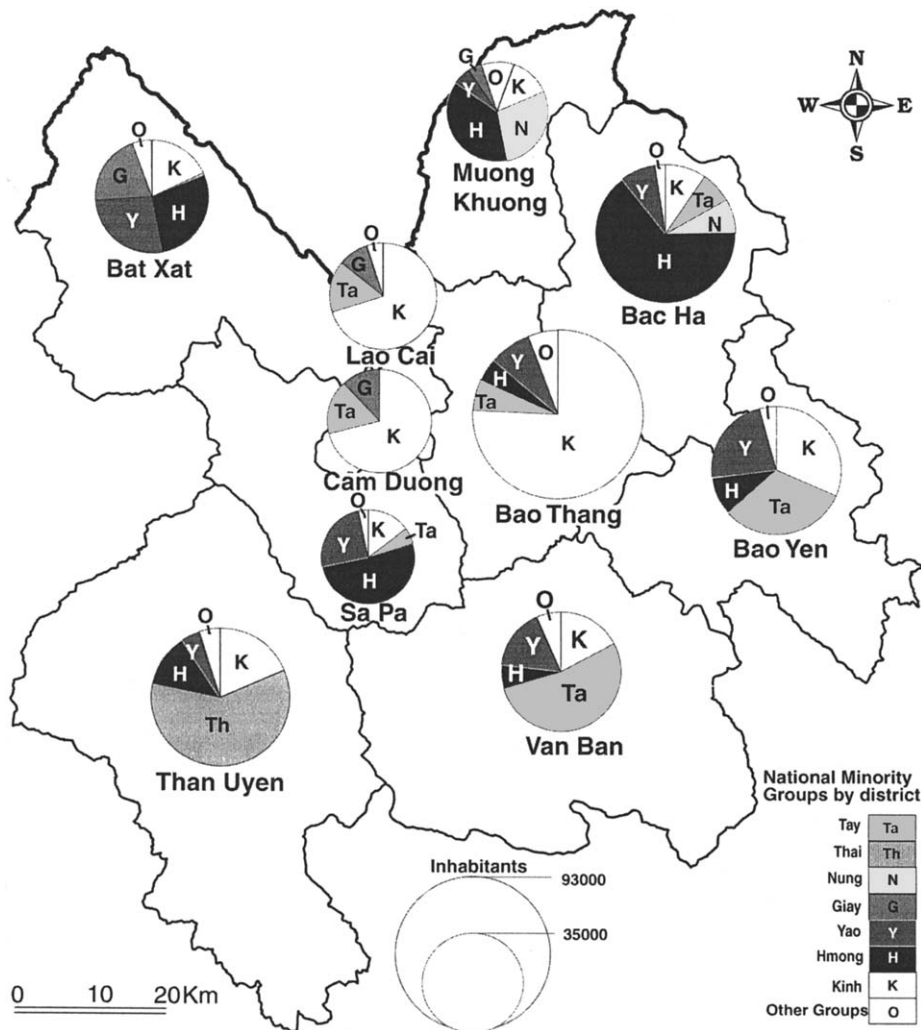 N
W E
S
G
O
K
Y
H
N
Muong
Khuong
O
K
G
Y
H
Bat Xat
O
K
Y
Ta
N
H
Bac Ha
O
G
Ta
K
Lao Cai
G
Ta
K
Cam Duong
O
Y
H
Ta
K
Bao Thang
O
Y
K
H
Ta
Bao Yen
O
K
Ta
Y
H
Sa Pa
O
Y
K
H
Ta
Van Ban
O
Y
K
H
Th
Than Uyen
National Minority
Groups by district
Tay Ta
Thai Th
Nung N
Giay G
Yao Y
Hmong H
Kinh K
Other Groups O
Inhabitants
93000
35000
0 10 20Km